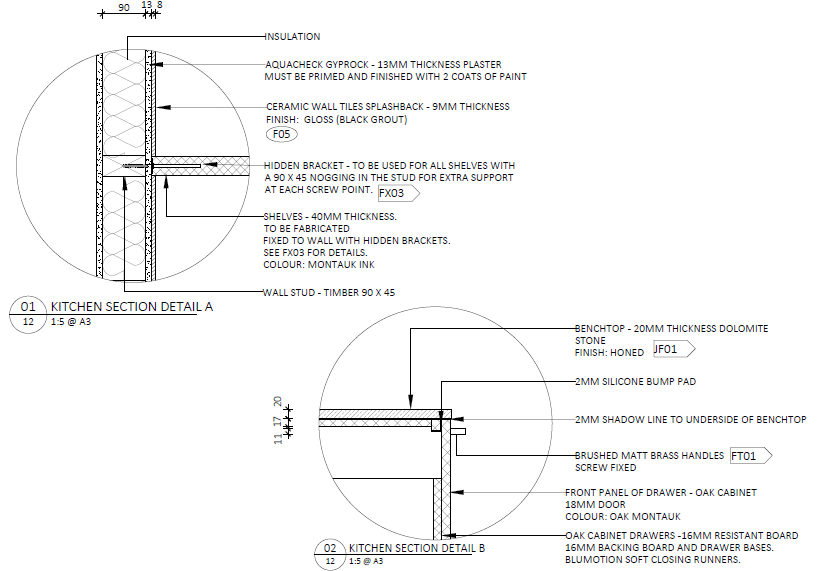 90 13 8
INSULATION
AQUACHECK GYPROCK - 13MM THICKNESS PLASTER
MUST BE PRIMED AND FINISHED WITH 2 COATS OF PAINT
CERAMIC WALL TILES SPLASHBACK - 9MM THICKNESS
FINISH: GLOSS (BLACK GROUT)
F05
HIDDEN BRACKET - TO BE USED FOR ALL SHELVES WITH
A 90 X 45 NOGGING IN THE STUD FOR EXTRA SUPPORT
AT EACH SCREW POINT. FX03
SHELVES - 40MM THICKNESS.
TO BE FABRICATED
FIXED TO WALL WITH HIDDEN BRACKETS.
SEE FX03 FOR DETAILS.
COLOUR: MONTAUK INK
WALL STUD - TIMBER 90 X 45
01 KITCHEN SECTION DETAIL A
12 1:5 @ A3
BENCHTOP - 20MM THICKNESS DOLOMITE
STONE
FINISH: HONED JF01
2MM SILICONE BUMP PAD
20
17
11
2MM SHADOW LINE TO UNDERSIDE OF BENCHTOP
BRUSHED MATT BRASS HANDLES FT01
SCREW FIXED
FRONT PANEL OF DRAWER - OAK CABINET
18MM DOOR
COLOUR: OAK MONTAUK
OAK CABINET DRAWERS -16MM RESISTANT BOARD
16MM BACKING BOARD AND DRAWER BASES.
BLUMOTION SOFT CLOSING RUNNERS.
02 KITCHEN SECTION DETAIL B
12 1:5 @ A3